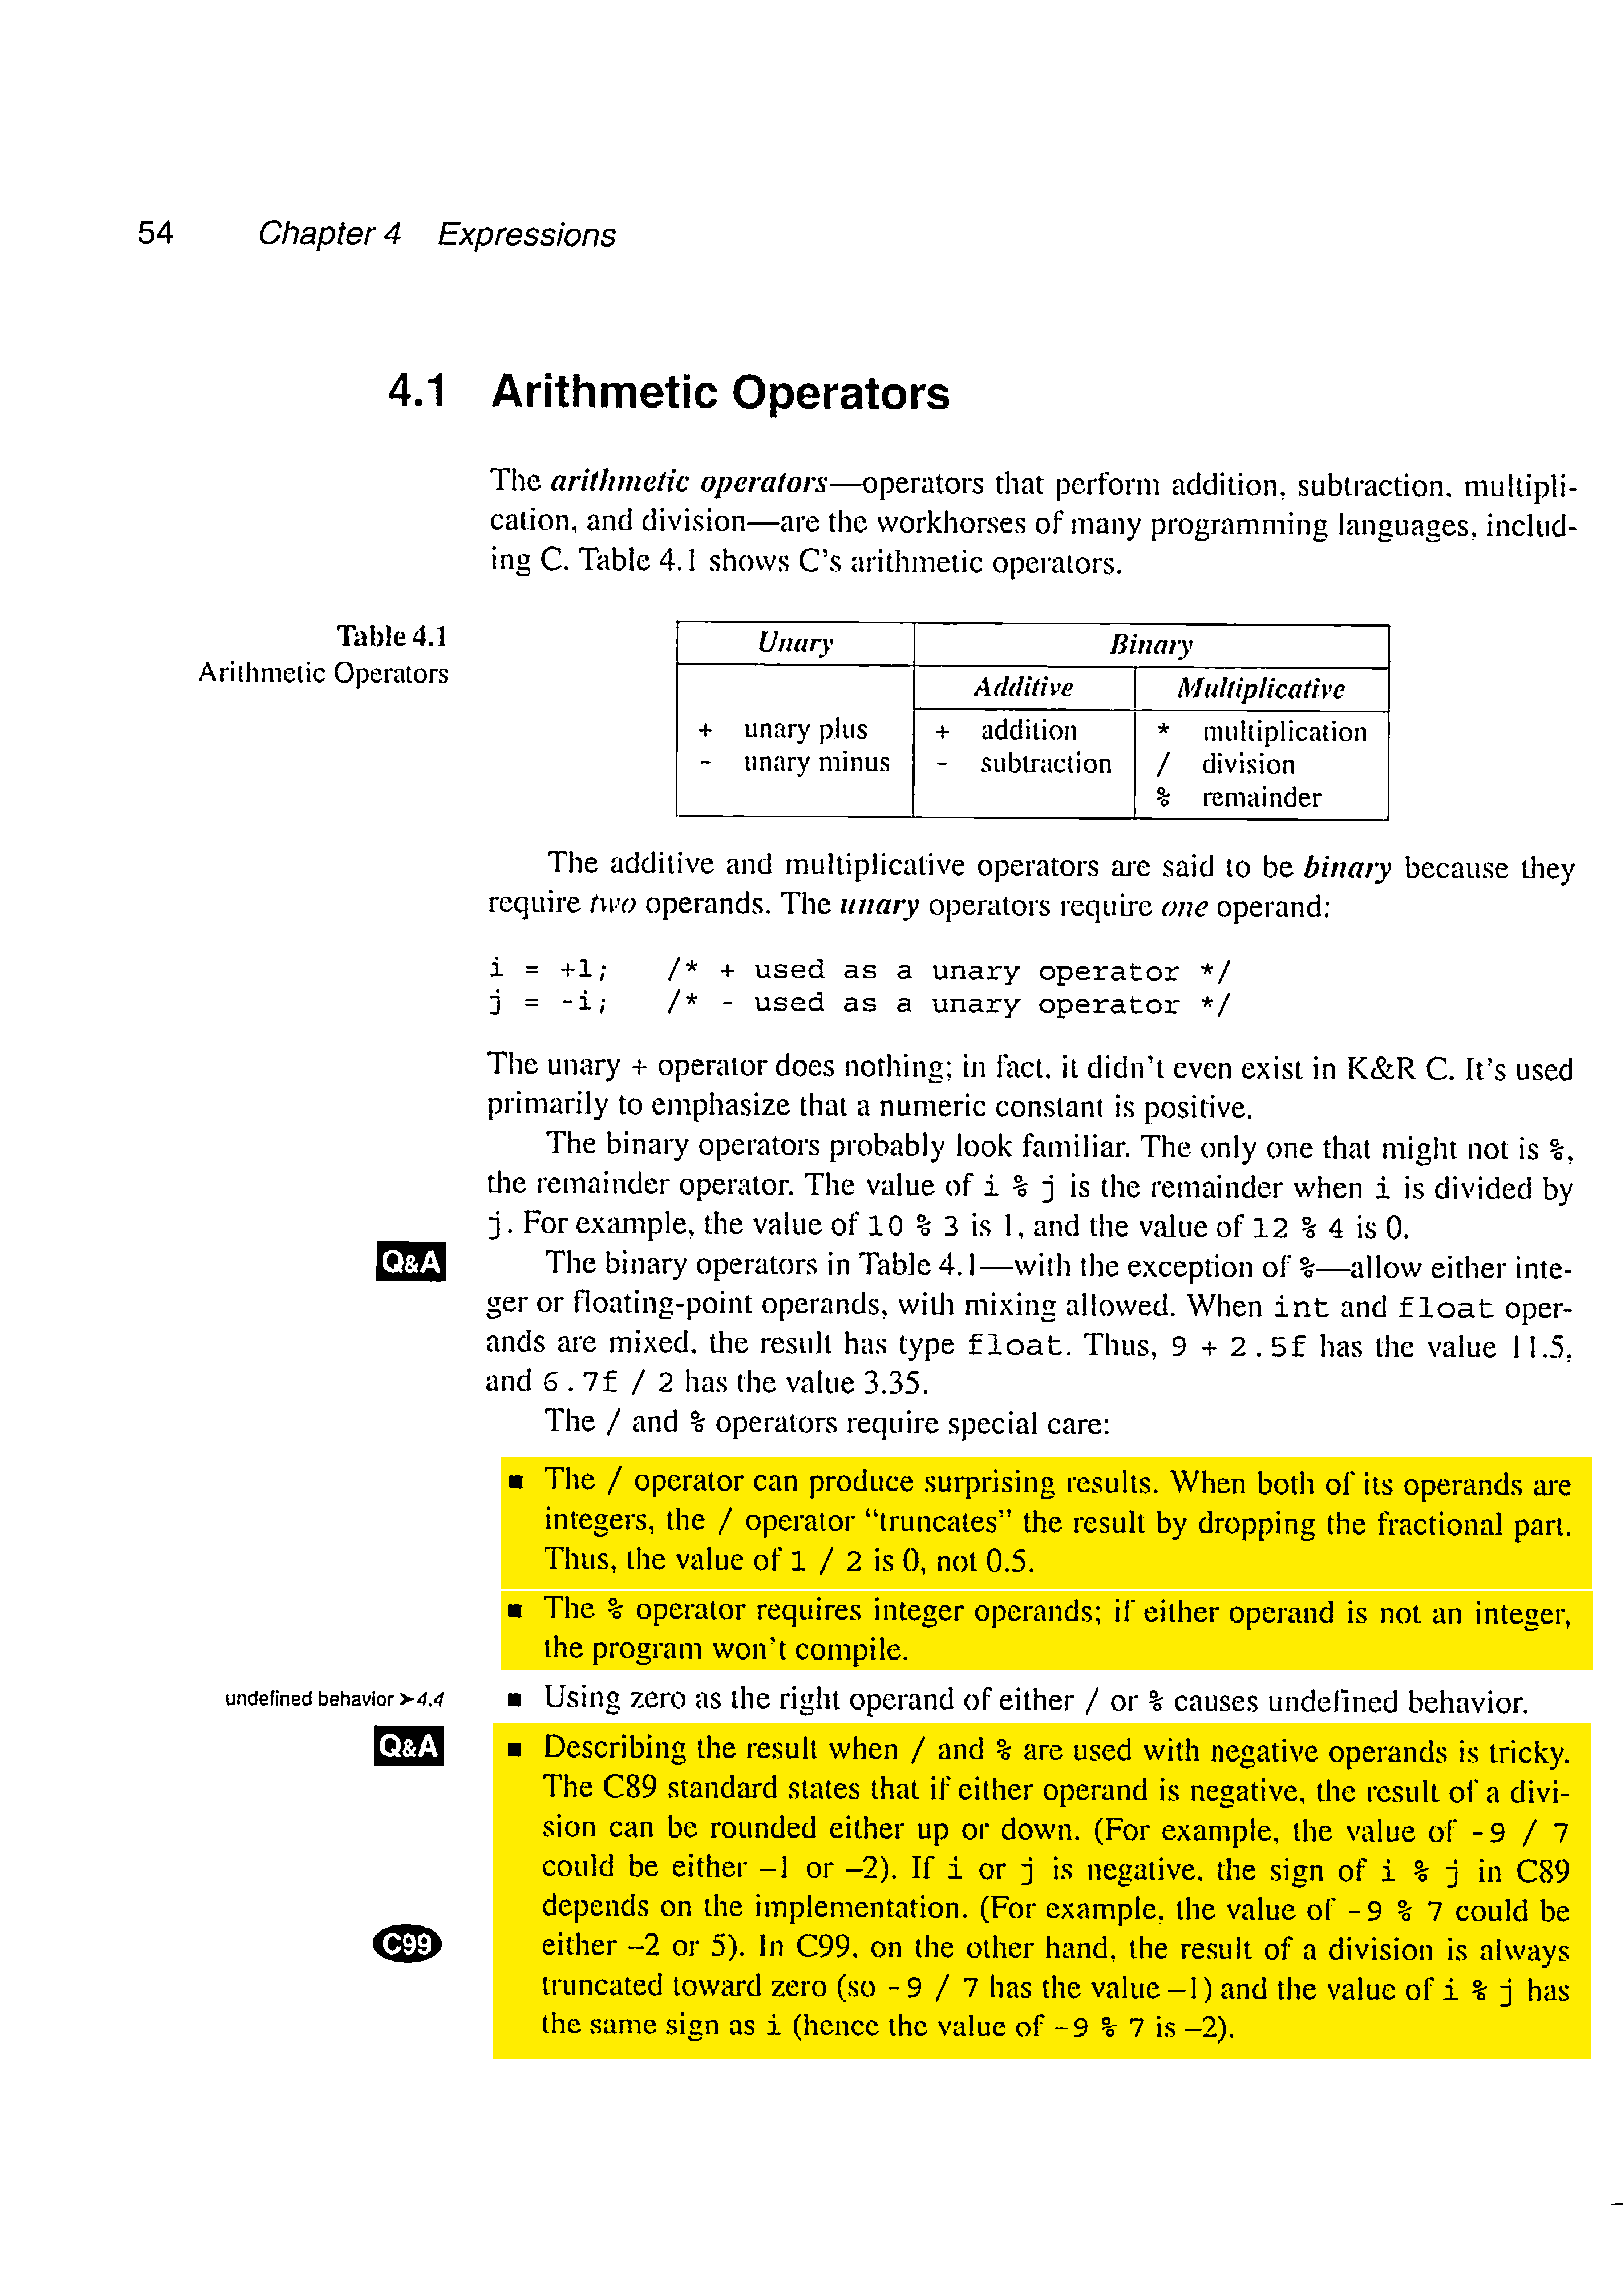 54 Chapter 4 Expressions
4.1 Arithmetic Operators
The arithmetic operators—operators that perform addition, subtraction, multipli-
cation, and division—are the workhorses of many programming languages, includ-
ing C. Table 4.1 shows C's arithmetic operators.
Table 4.1
Arithmetic Operators
Unary Binary
Additive Multiplicative
+ unary plus + addition * multiplication
- unary minus - subtraction / division
% remainder
The additive and multiplicative operators are said to be binary because they
require two operands. The unary operators require one operand:
i = +1; /* + used as a unary operator */
j = -i; /* - used as a unary operator */
The unary + operator does nothing; in fact, it didn't even exist in K&R C. It's used
primarily to emphasize that a numeric constant is positive.
The binary operators probably look familiar. The only one that might not is %,
the remainder operator. The value of i % j is the remainder when i is divided by
j. For example, the value of 10 % 3 is 1, and the value of 12 % 4 is 0.
Q&A
The binary operators in Table 4.1—with the exception of %—allow either inte-
ger or floating-point operands, with mixing allowed. When int and float oper-
ands are mixed, the result has type float. Thus, 9 + 2.5f has the value 11.5,
and 6.7f / 2 has the value 3.35.
The / and % operators require special care:
■ The / operator can produce surprising results. When both of its operands are
integers, the / operator “truncates” the result by dropping the fractional part.
Thus, the value of 1 / 2 is 0, not 0.5.
■ The % operator requires integer operands; if either operand is not an integer,
the program won't compile.
undefined behavior ➤4.4
■ Using zero as the right operand of either / or % causes undefined behavior.
Q&A
■ Describing the result when / and % are used with negative operands is tricky.
The C89 standard states that if either operand is negative, the result of a divi-
sion can be rounded either up or down. (For example, the value of -9 / 7
could be either –1 or –2). If i or j is negative, the sign of i % j in C89
depends on the implementation. (For example, the value of -9 % 7 could be
C99
either –2 or 5). In C99, on the other hand, the result of a division is always
truncated toward zero (so -9 / 7 has the value –1) and the value of i % j has
the same sign as i (hence the value of -9 % 7 is –2).